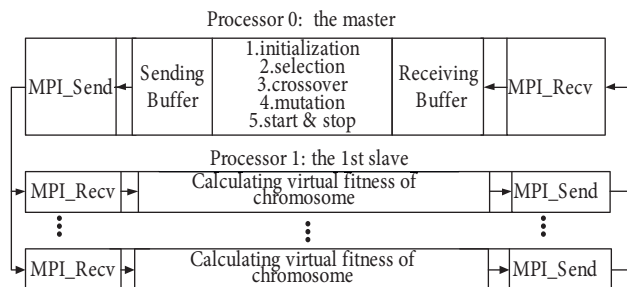 Processor 0: the master
MPI_Send
Sending
Buffer
1.initialization
2.selection
3.crossover
4.mutation
5.start & stop
Receiving
Buffer
MPI_Recv
Processor 1: the 1st slave
MPI_Recv
Calculating virtual fitness of
chromosome
MPI_Send
MPI_Recv
Calculating virtual fitness of
chromosome
MPI_Send